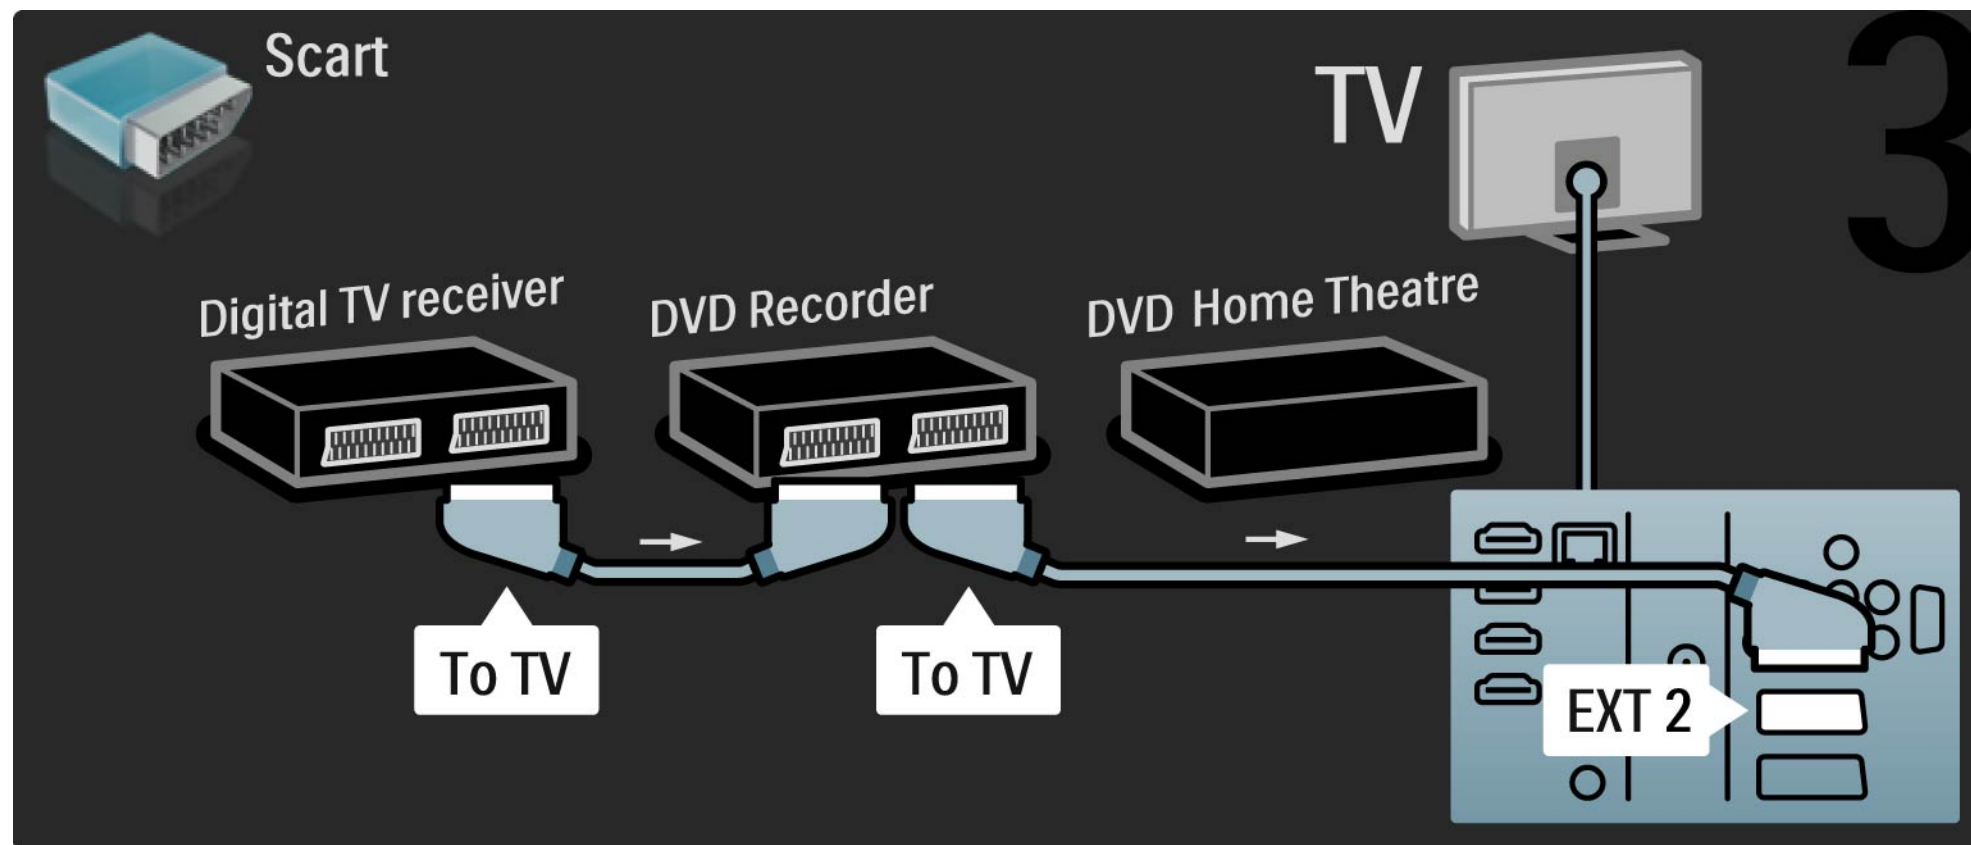 Scart
TV
3
Digital TV receiver
DVD Recorder
DVD Home Theatre
To TV
To TV
EXT 2